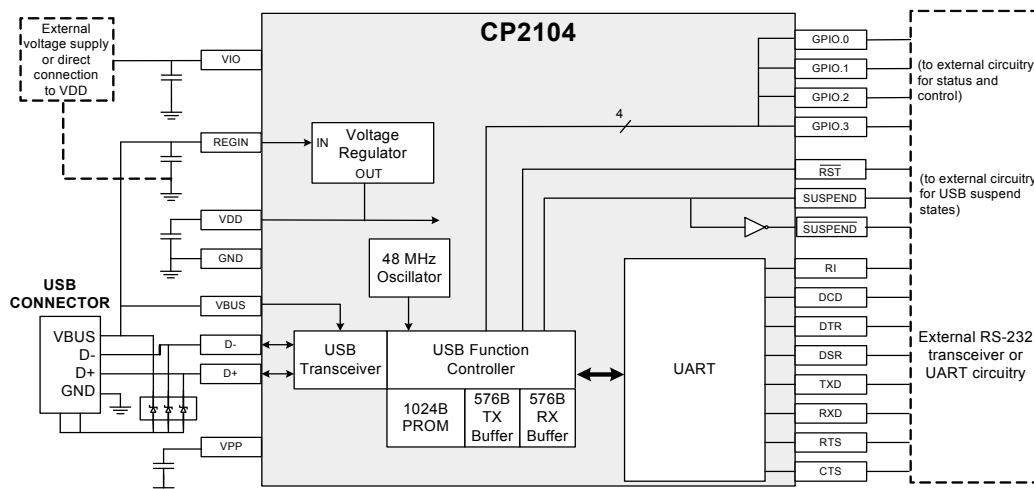 CP2104
External
voltage supply
or direct
connection
to VDD
VIO
REGIN
VDD
GND
VBUS
D-
D+
VPP
IN
Voltage
Regulator
OUT
48 MHz
Oscillator
USB
CONNECTOR
VBUS
D-
D+
GND
USB
Transceiver
USB Function
Controller
1024B
PROM
576B
TX
Buffer
576B
RX
Buffer
4
UART
GPIO.0
GPIO.1
GPIO.2
GPIO.3
RST
SUSPEND
SUSPEND
RI
DCD
DTR
DSR
TXD
RXD
RTS
CTS
(to external circuitry
for status and
control)
(to external circuitry
for USB suspend
states)
External RS-232
transceiver or
UART circuitry